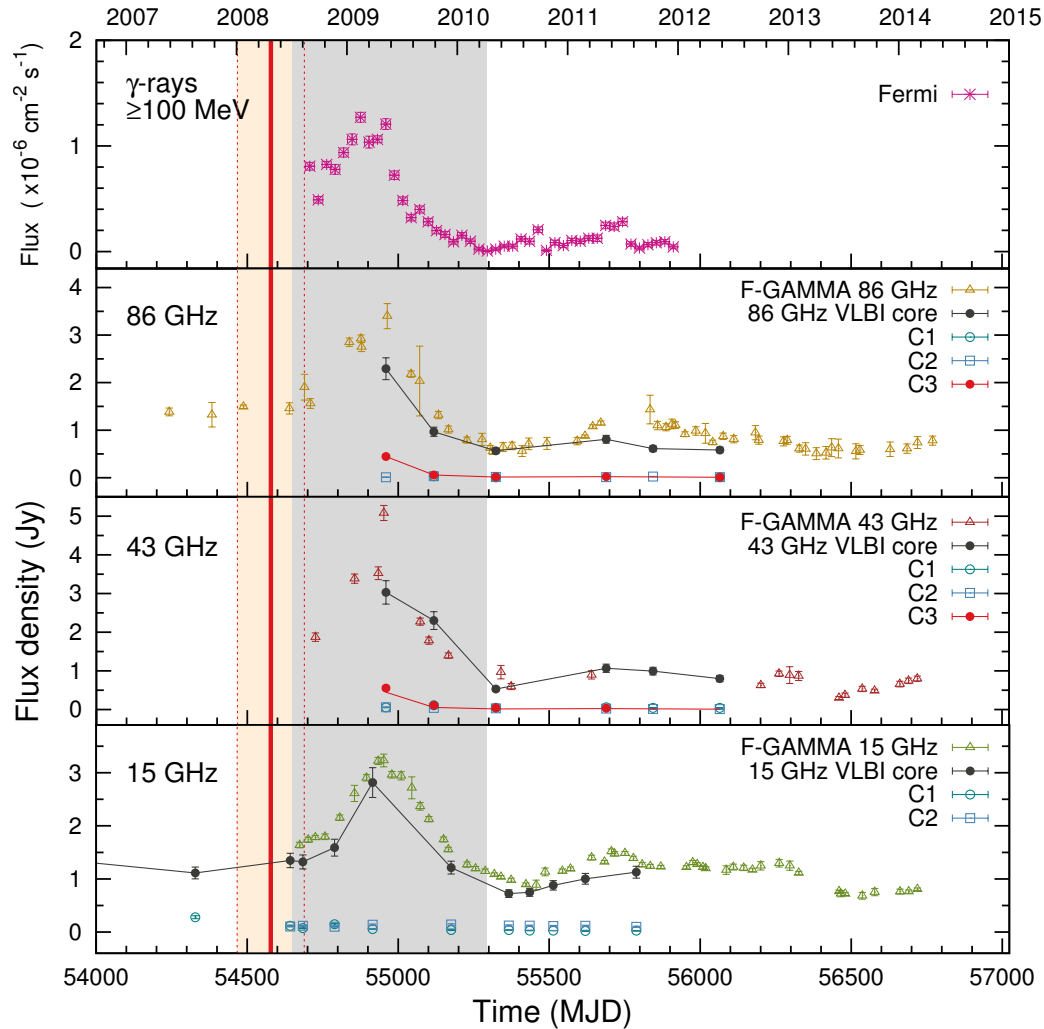 2007 2008 2009 2010 2011 2012 2013 2014 2015
2
1
0
Flux ( x10⁻⁶ cm⁻² s⁻¹)
γ-rays
≥100 MeV
Fermi
4
3
2
1
0
86 GHz
F-GAMMA 86 GHz
86 GHz VLBI core
C1
C2
C3
5
4
3
2
1
0
Flux density (Jy)
43 GHz
F-GAMMA 43 GHz
43 GHz VLBI core
C1
C2
C3
3
2
1
0
15 GHz
F-GAMMA 15 GHz
15 GHz VLBI core
C1
C2
54000 54500 55000 55500 56000 56500 57000
Time (MJD)